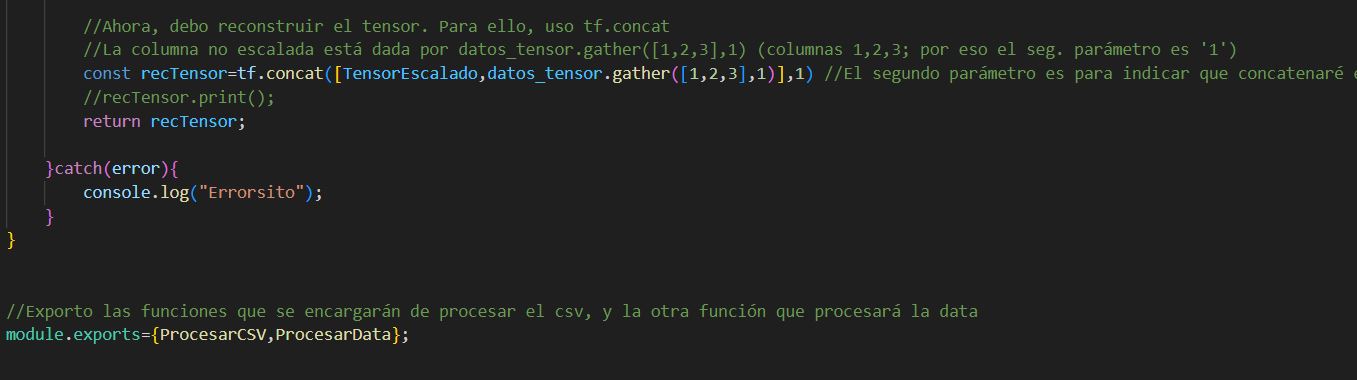 //Ahora, debo reconstruir el tensor. Para ello, uso tf.concat
//La columna no escalada está dada por datos_tensor.gather([1,2,3],1) (columnas 1,2,3; por eso el seg. parámetro es '1')
const recTensor=tf.concat([TensorEscalado,datos_tensor.gather([1,2,3],1)],1) //El segundo parámetro es para indicar que concatenaré
//recTensor.print();
return recTensor;
}catch(error){
console.log("Errorsito");
}
}
//Exporto las funciones que se encargarán de procesar el csv, y la otra función que procesará la data
module.exports={ProcesarCSV,ProcesarData};